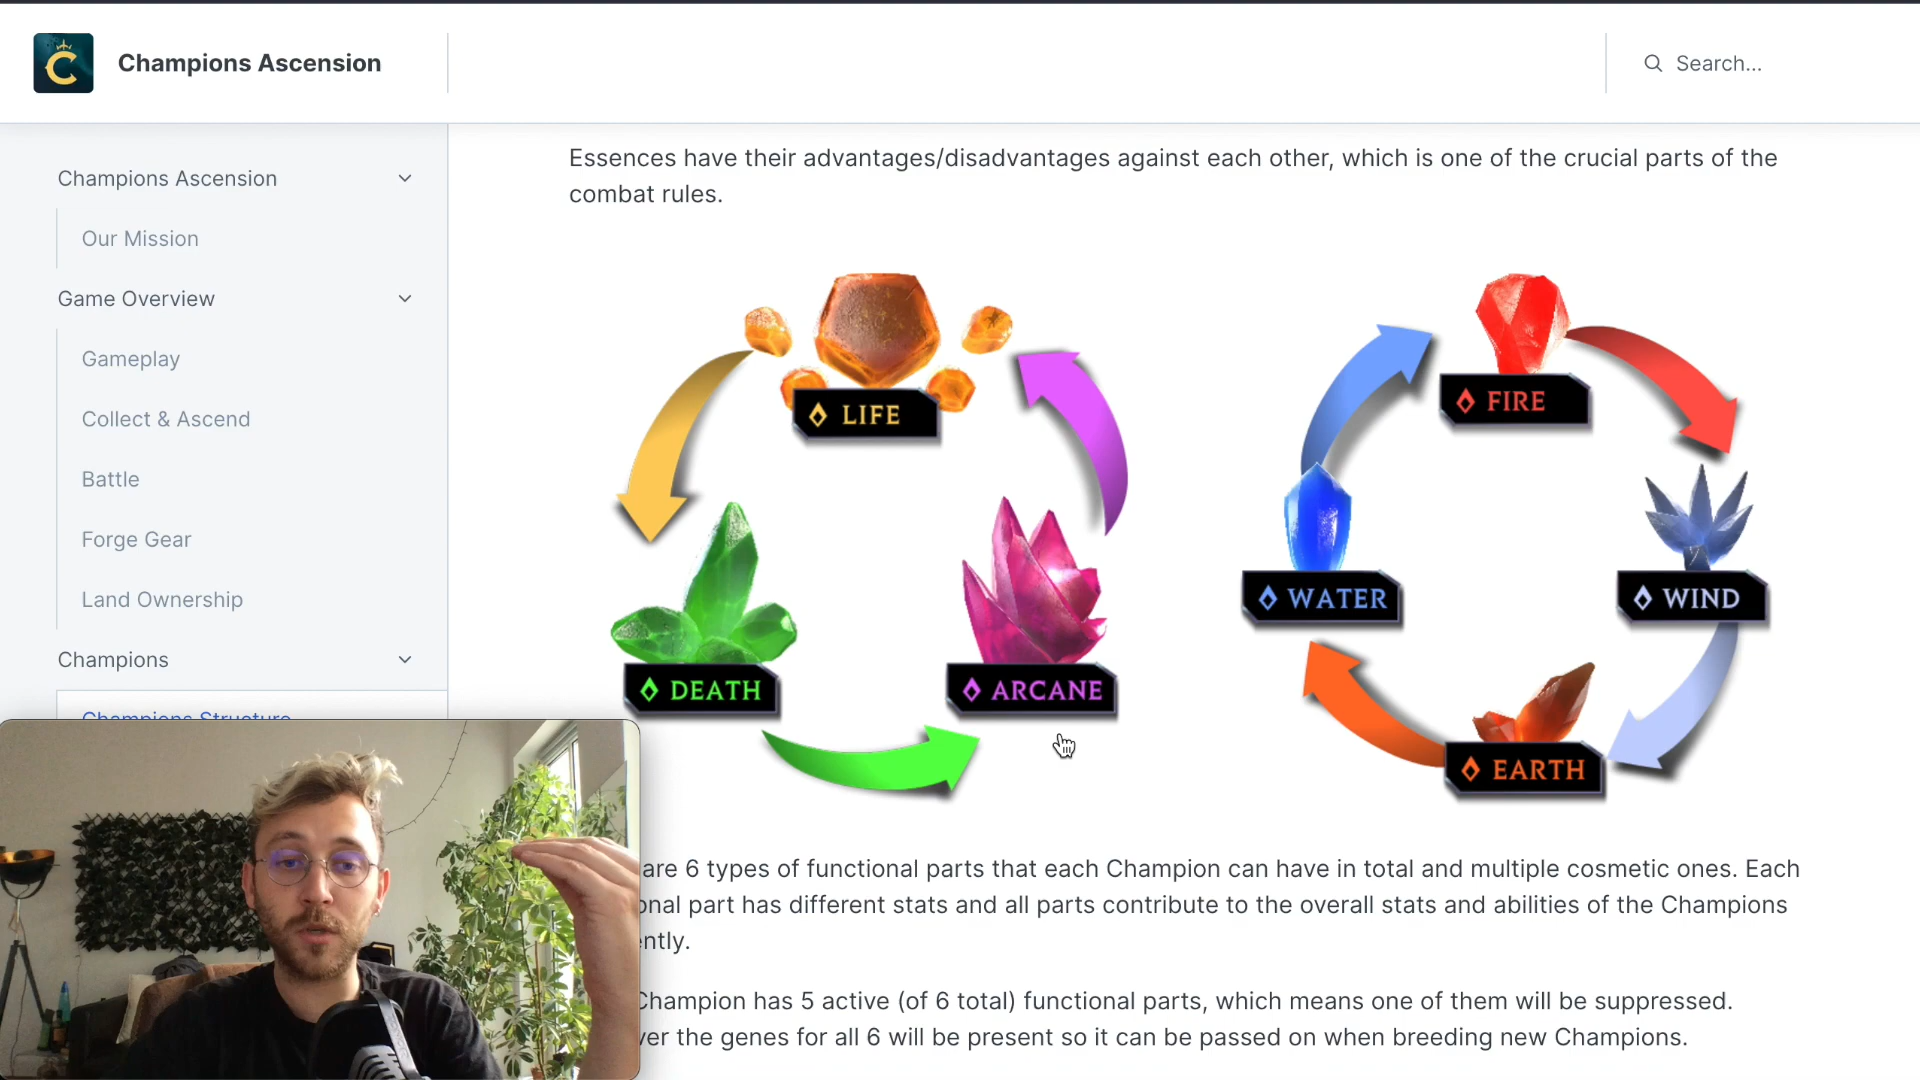 Champions Ascension
Search...
Champions Ascension
Our Mission
Game Overview
Gameplay
Collect & Ascend
Battle
Forge Gear
Land Ownership
Champions
Champions Structure
Essences have their advantages/disadvantages against each other, which is one of the crucial parts of the
combat rules.
LIFE
DEATH
ARCANE
FIRE
WATER
WIND
EARTH
are 6 types of functional parts that each Champion can have in total and multiple cosmetic ones. Each
onal part has different stats and all parts contribute to the overall stats and abilities of the Champions
ntly.
Champion has 5 active (of 6 total) functional parts, which means one of them will be suppressed.
ver the genes for all 6 will be present so it can be passed on when breeding new Champions.